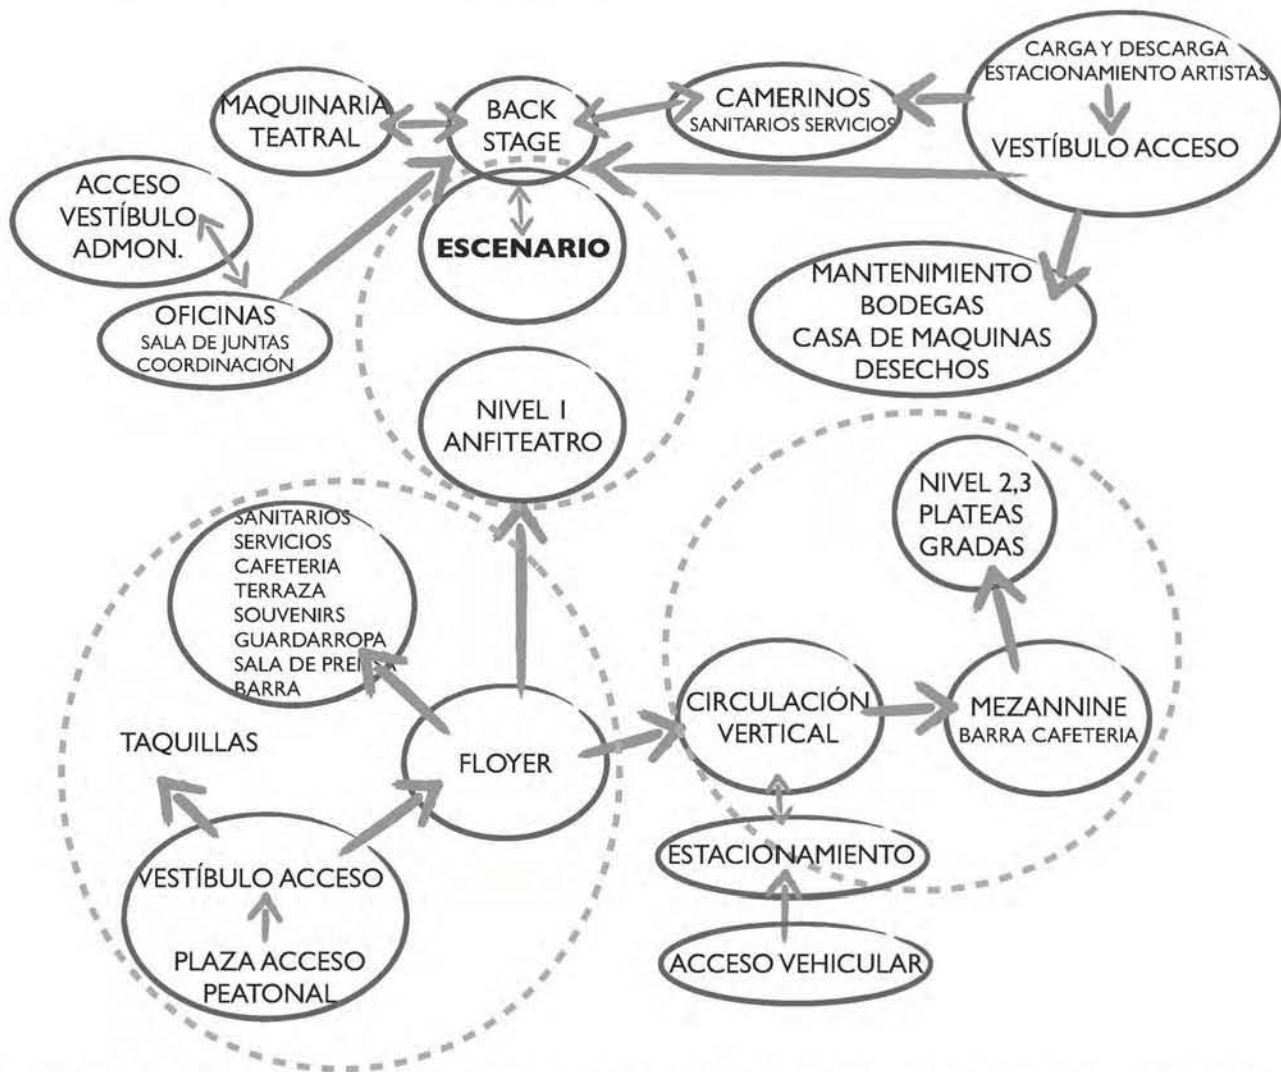 CARGA Y DESCARGA
ESTACIONAMIENTO ARTISTAS
VESTÍBULO ACCESO
MAQUINARIA
TEATRAL
BACK
STAGE
CAMERINOS
SANITARIOS SERVICIOS
ACCESO
VESTÍBULO
ADMON.
ESCENARIO
OFICINAS
SALA DE JUNTAS
COORDINACIÓN
MANTENIMIENTO
BODEGAS
CASA DE MAQUINAS
DESECHOS
NIVEL I
ANFITEATRO
NIVEL 2,3
PLATEAS
GRADAS
SANITARIOS
SERVICIOS
CAFETERIA
TERRAZA
SOUVENIRS
GUARDARROPA
SALA DE
BARRA
TAQUILLAS
FLOYER
CIRCULACIÓN
VERTICAL
MEZANNINE
BARRA CAFETERIA
VESTÍBULO ACCESO
PLAZA ACCESO
PEATONAL
ESTACIONAMIENTO
ACCESO VEHICULAR